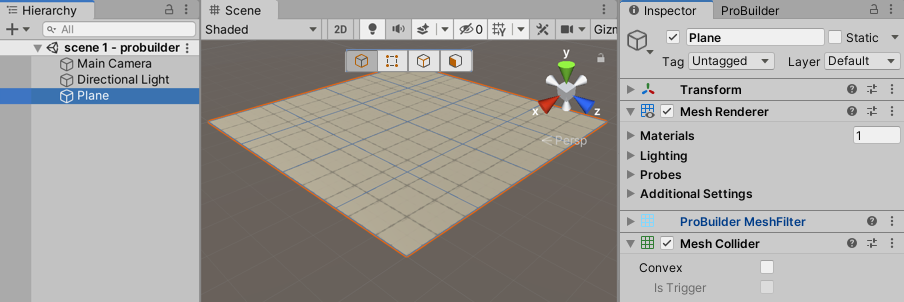 Hierarchy
All
scene 1 - probuilder
Main Camera
Directional Light
Plane
Scene
Shaded
2D
0
Gizn
y
x
z
Persp
Inspector
ProBuilder
Plane
Static
Tag
Untagged
Layer
Default
Transform
Mesh Renderer
Materials
1
Lighting
Probes
Additional Settings
ProBuilder MeshFilter
Mesh Collider
Convex
Is Trigger